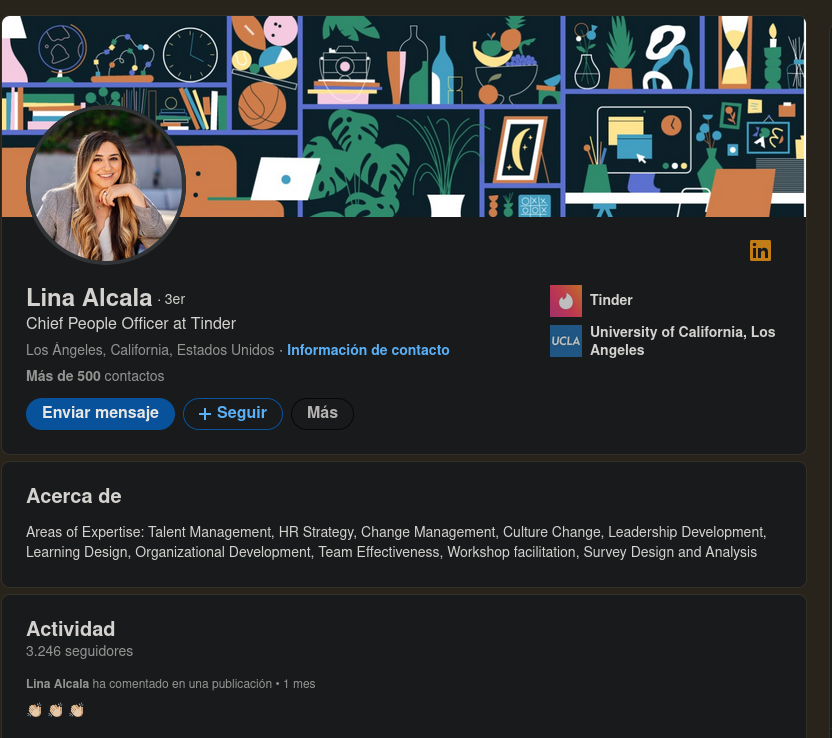 Lina Alcala · 3er
Chief People Officer at Tinder
Los Ángeles, California, Estados Unidos · Información de contacto
Más de 500 contactos
Enviar mensaje
+ Seguir
Más
in
Tinder
UCLA
University of California, Los
Angeles
Acerca de
Areas of Expertise: Talent Management, HR Strategy, Change Management, Culture Change, Leadership Development,
Learning Design, Organizational Development, Team Effectiveness, Workshop facilitation, Survey Design and Analysis
Actividad
3.246 seguidores
Lina Alcala ha comentado en una publicación • 1 mes
👏🏼 👏🏼 👏🏼